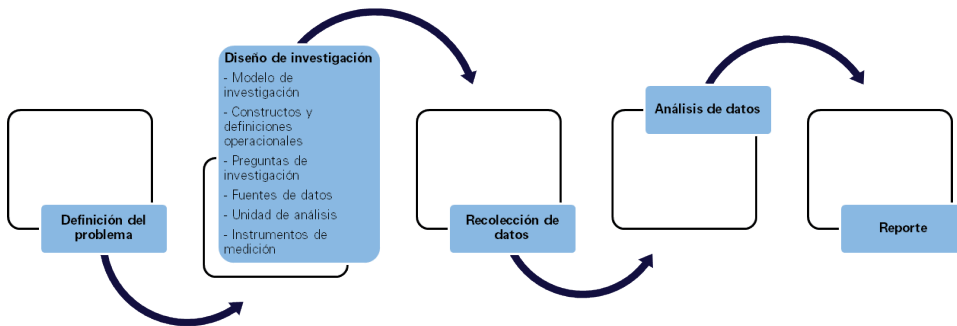 Definición del
problema
Diseño de investigación
- Modelo de
investigación
- Constructos y
definiciones
operacionales
- Preguntas de
investigación
- Fuentes de datos
- Unidad de análisis
- Instrumentos de
medición
Recolección de
datos
Análisis de datos
Reporte